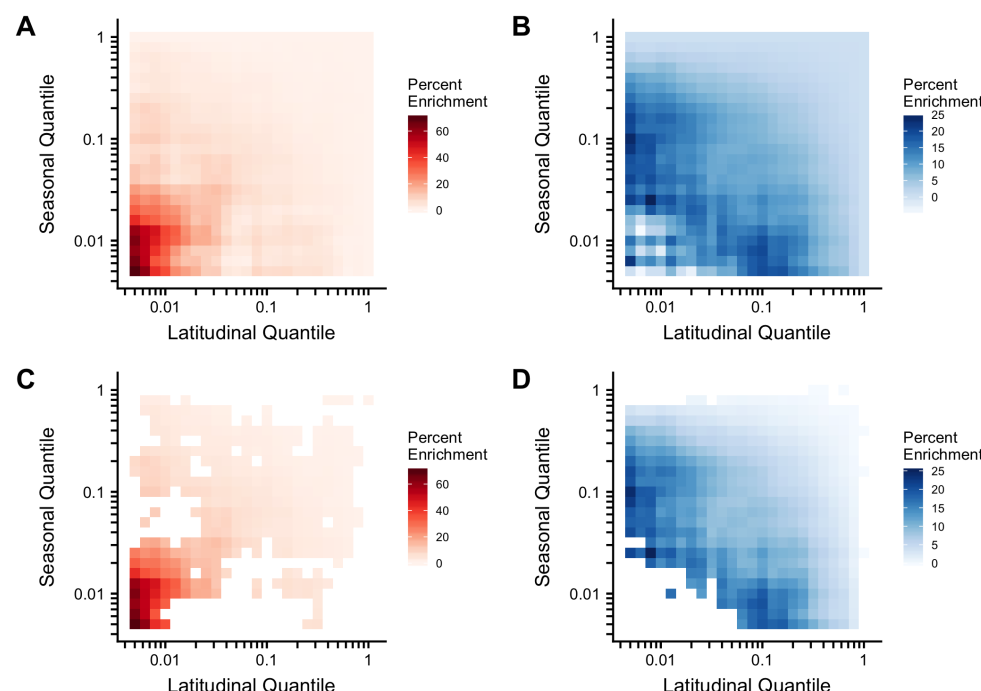 A
Seasonal Quantile
1
0.1
0.01
0.01 0.1 1
Latitudinal Quantile
Percent
Enrichment
60
40
20
0
B
Seasonal Quantile
1
0.1
0.01
0.01 0.1 1
Latitudinal Quantile
Percent
Enrichment
25
20
15
10
5
0
C
Seasonal Quantile
1
0.1
0.01
0.01 0.1 1
Latitudinal Quantile
Percent
Enrichment
60
40
20
0
D
Seasonal Quantile
1
0.1
0.01
0.01 0.1 1
Latitudinal Quantile
Percent
Enrichment
25
20
15
10
5
0